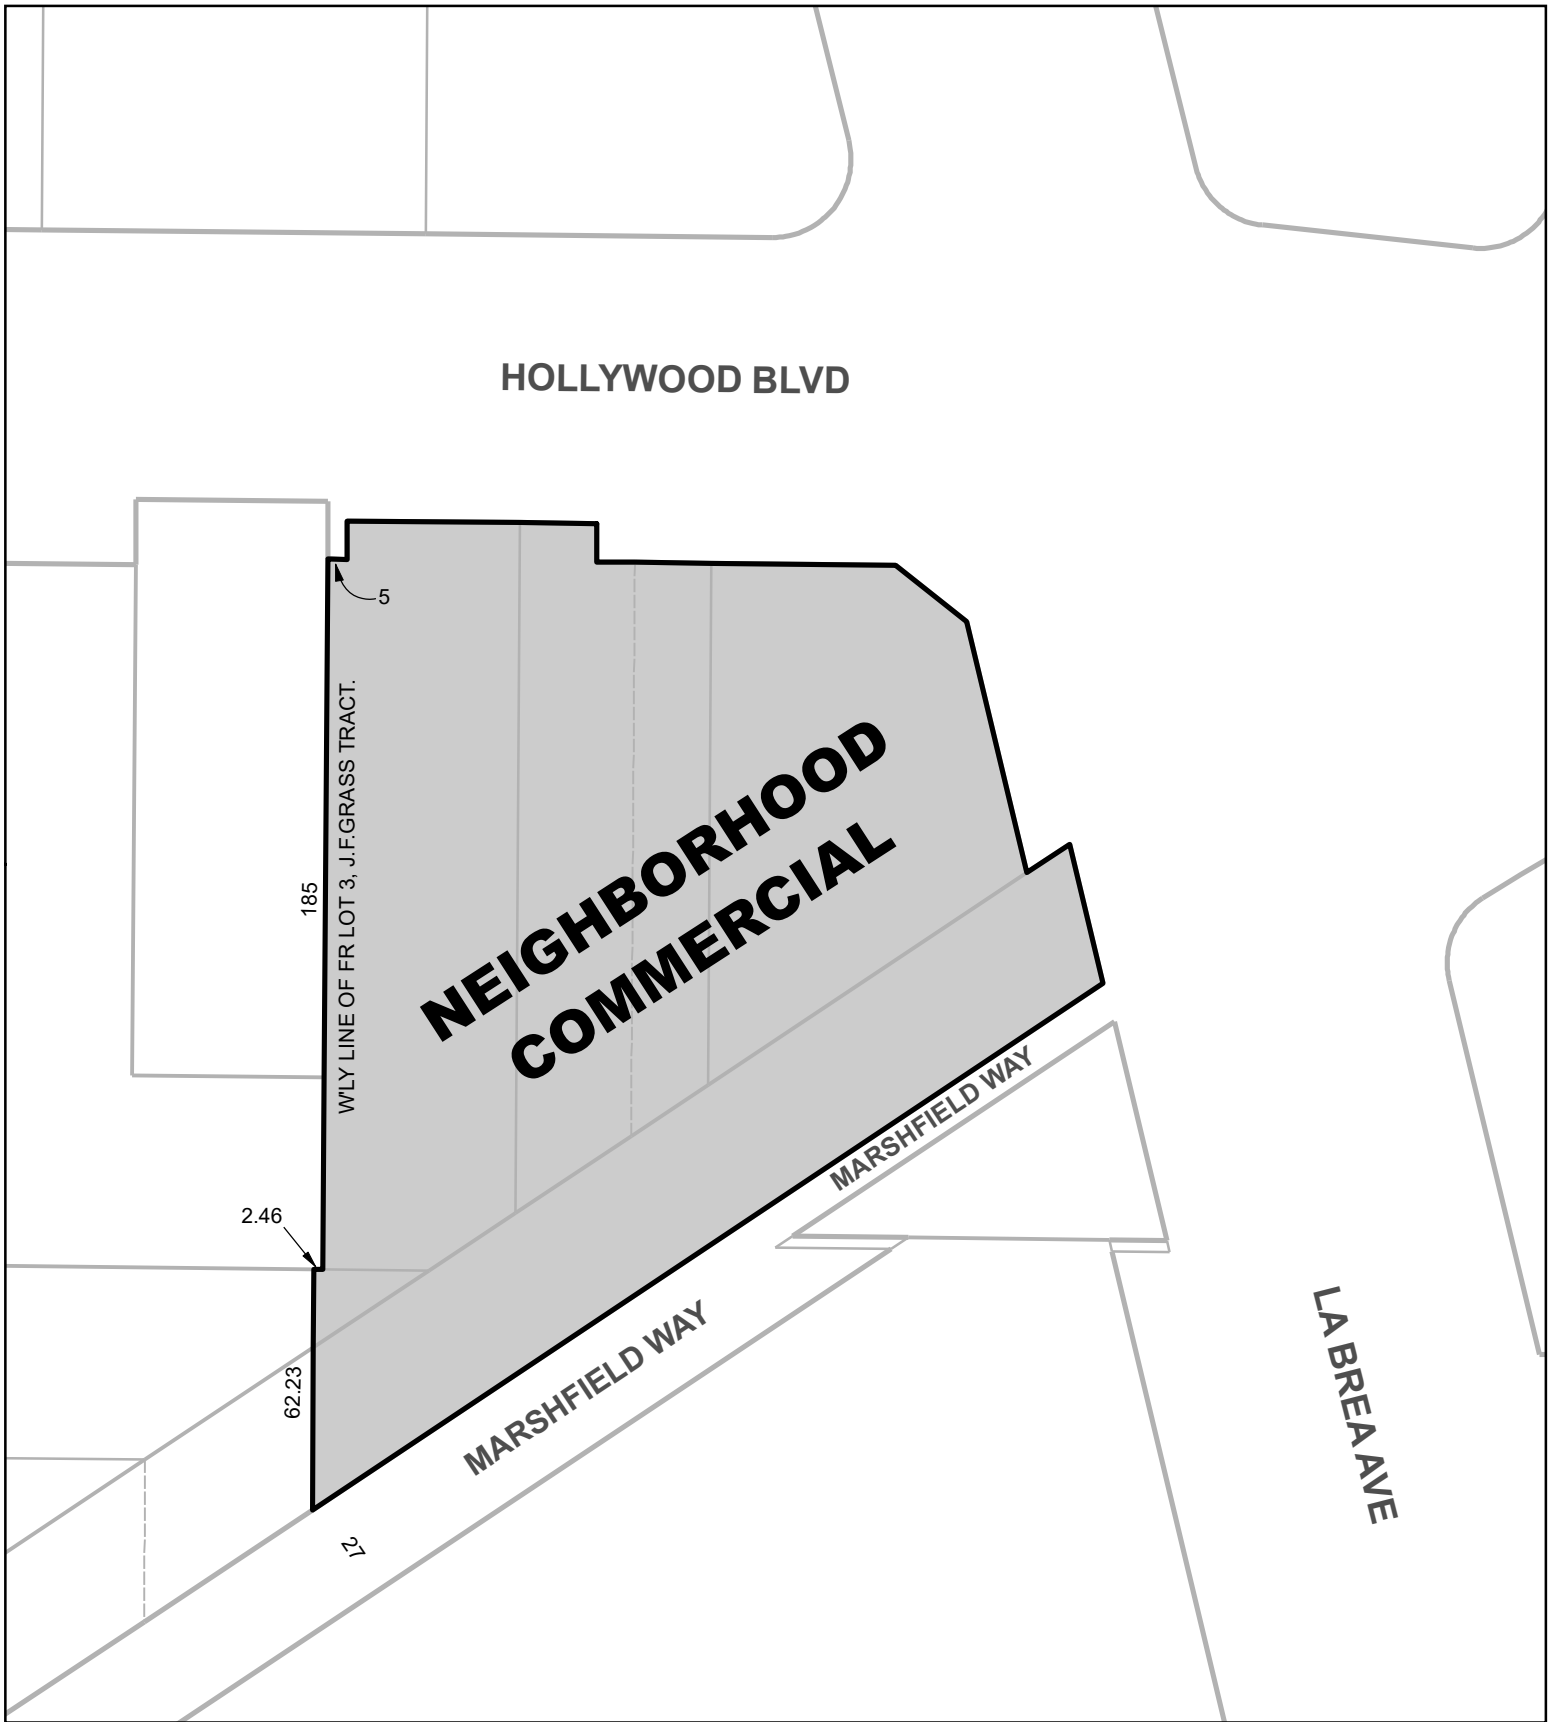 HOLLYWOOD BLVD
5
W'LY LINE OF FR LOT 3, J.F.GRASS TRACT.
185
NEIGHBORHOOD
COMMERCIAL
MARSHFIELD WAY
2.46
62.23
MARSHFIELD WAY
LA BREA AVE
27